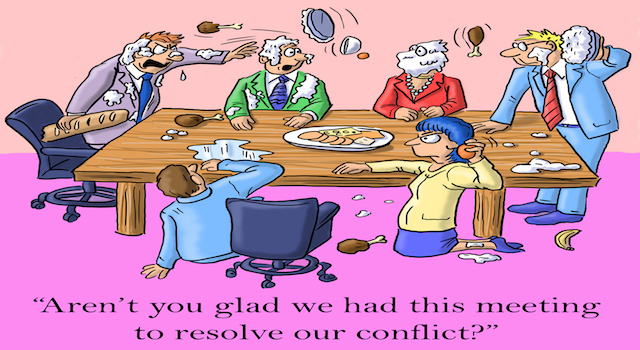 “Aren’t you glad we had this meeting
to resolve our conflict?”